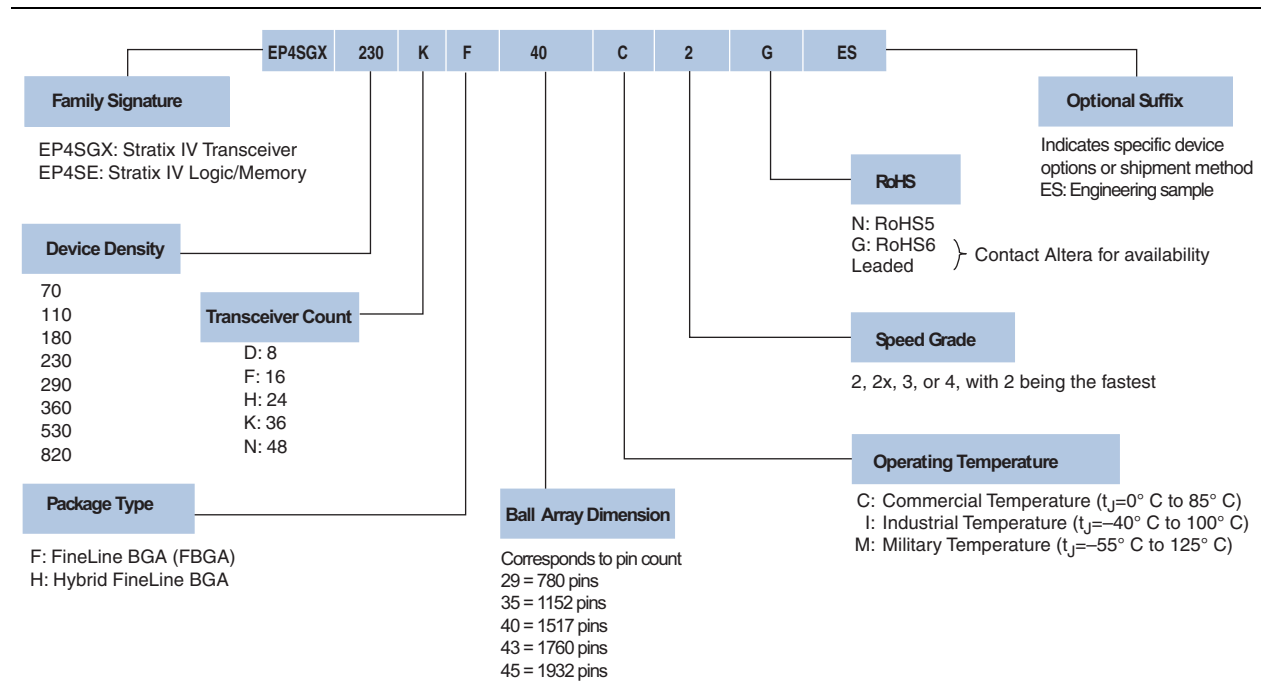 EP4SGX 230 K F 40 C 2 G ES
Family Signature
EP4SGX: Stratix IV Transceiver
EP4SE: Stratix IV Logic/Memory
Optional Suffix
Indicates specific device
options or shipment method
ES: Engineering sample
RoHS
N: RoHS5
G: RoHS6
Leaded
Contact Altera for availability
Device Density
70
110
180
230
290
360
530
820
Transceiver Count
D: 8
F: 16
H: 24
K: 36
N: 48
Speed Grade
2, 2x, 3, or 4, with 2 being the fastest
Operating Temperature
C: Commercial Temperature (tJ=0° C to 85° C)
I: Industrial Temperature (tJ=–40° C to 100° C)
M: Military Temperature (tJ=–55° C to 125° C)
Package Type
F: FineLine BGA (FBGA)
H: Hybrid FineLine BGA
Ball Array Dimension
Corresponds to pin count
29 = 780 pins
35 = 1152 pins
40 = 1517 pins
43 = 1760 pins
45 = 1932 pins